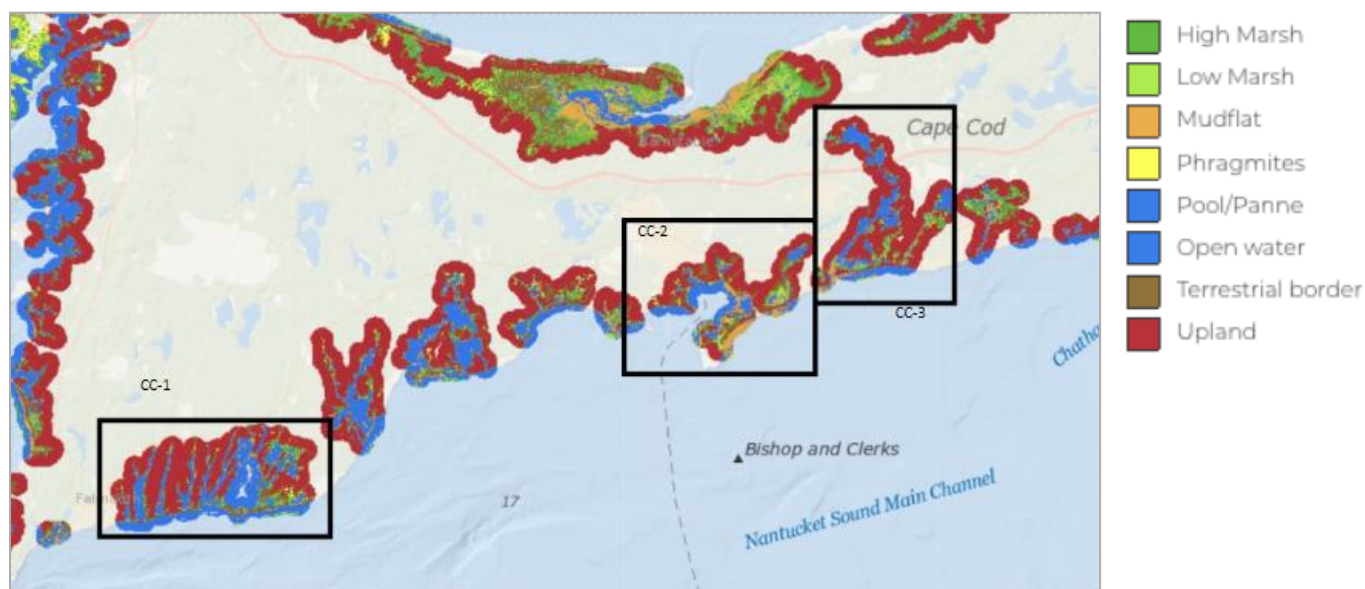 High Marsh
Low Marsh
Mudflat
Phragmites
Pool/Panne
Open water
Terrestrial border
Upland
Cape Cod
Barnstable
CC-2
CC-3
CC-1
Bishop and Clerks
17
Nantucket Sound Main Channel